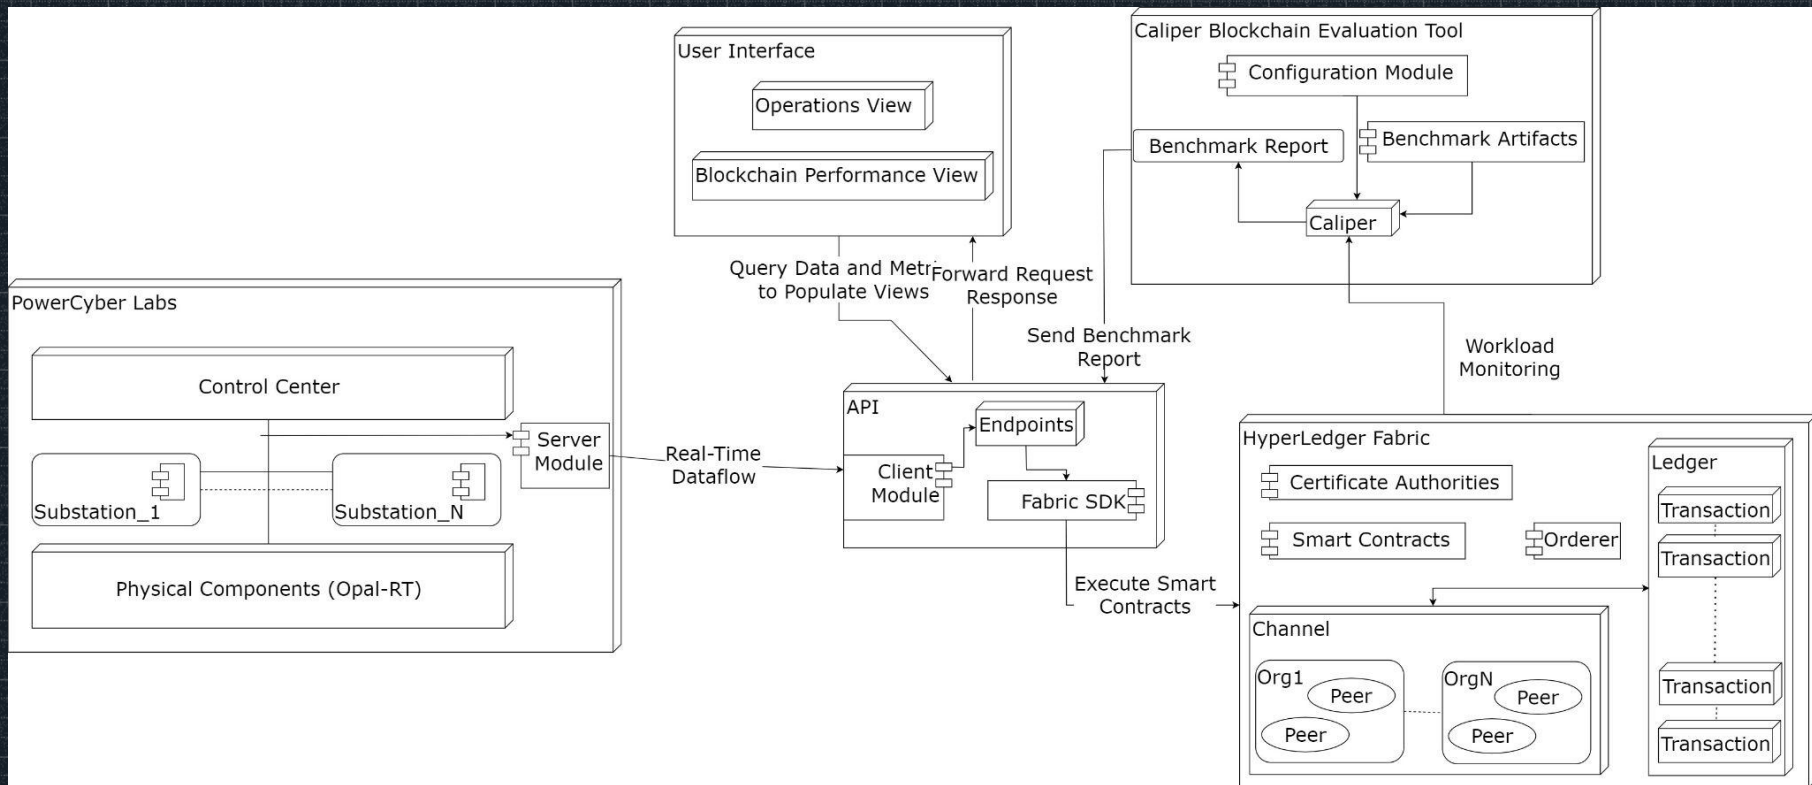 User Interface
Operations View
Blockchain Performance View
Caliper Blockchain Evaluation Tool
Configuration Module
Benchmark Report
Benchmark Artifacts
Caliper
Query Data and Metri
to Populate Views
Forward Request
Response
Send Benchmark
Report
Workload
Monitoring
PowerCyber Labs
Control Center
Server
Module
Substation_1
Substation_N
Physical Components (Opal-RT)
Real-Time
Dataflow
API
Endpoints
Client
Module
Fabric SDK
Execute Smart
Contracts
HyperLedger Fabric
Certificate Authorities
Smart Contracts
Orderer
Ledger
Transaction
Transaction
Transaction
Transaction
Channel
Org1
Peer
Peer
OrgN
Peer
Peer